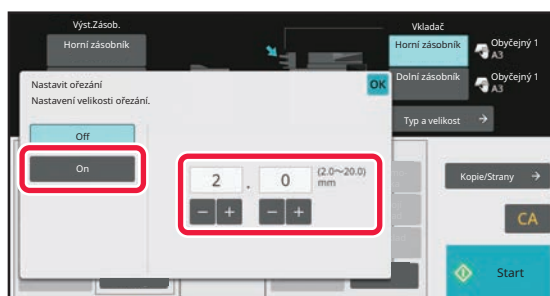 Výst.Zásob.
Horní zásobník
Vkladač
Horní zásobník
Obyčejný 1
A3
Dolní zásobník
Obyčejný 1
A3
Typ a velikost
Nastavit ořezání
OK
Nastavení velikosti ořezání.
Off
On
2 . 0 (2.0～20.0)
mm
− + − +
Kopie/Strany
CA
Start